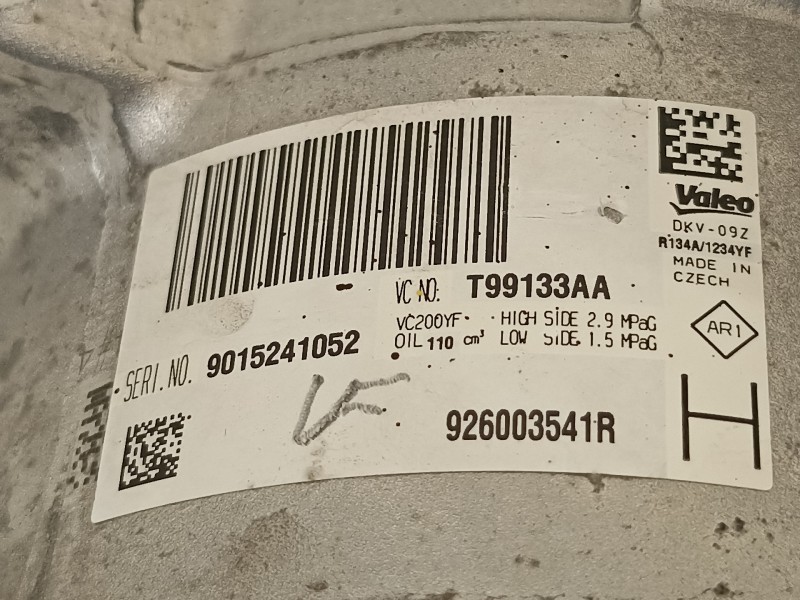 Valeo
DKV-09Z
R134A/1234YF
MADE IN
CZECH
AR1
H
VC NO: T99133AA
VC200YF HIGH SIDE 2.9 MPaG
OIL 110 cm³ LOW SIDE 1.5 MPaG
SERI.NO. 9015241052
926003541R